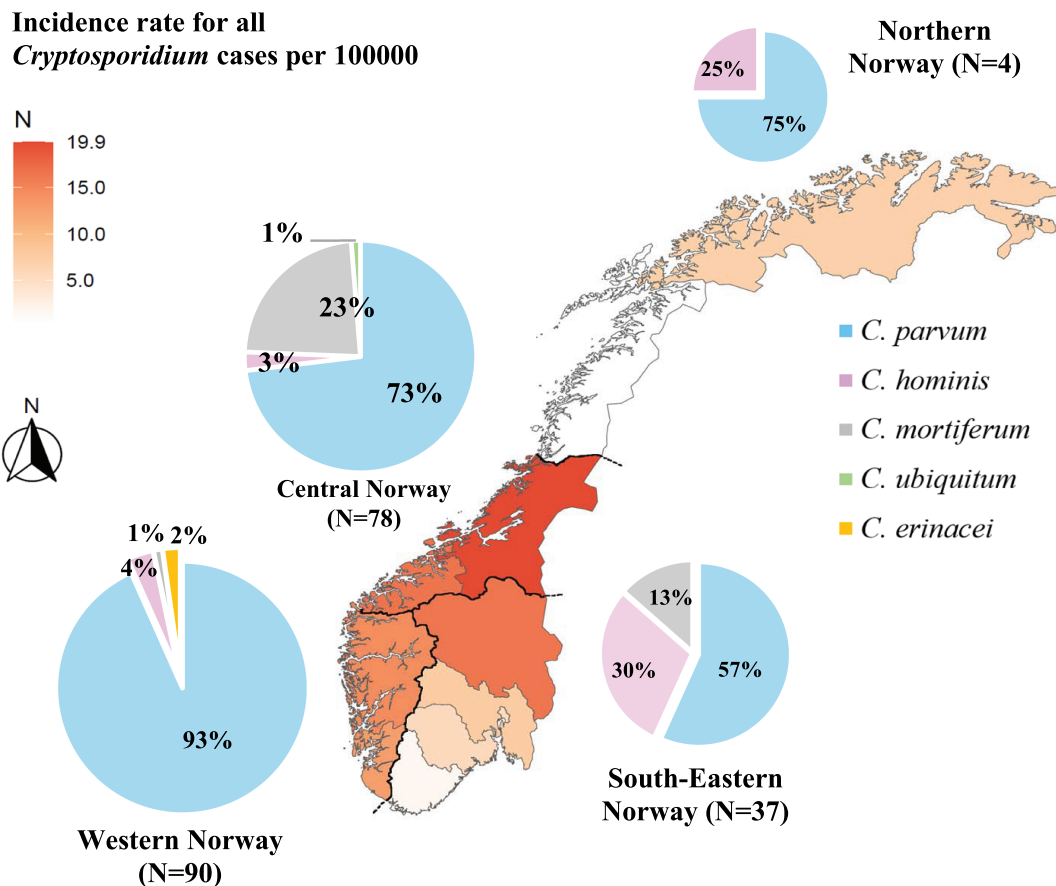 Incidence rate for all
Cryptosporidium cases per 100000
N
19.9
15.0
10.0
5.0
N
Northern
Norway (N=4)
25%
75%
1%
23%
3%
73%
Central Norway
(N=78)
C. parvum
C. hominis
C. mortiferum
C. ubiquitum
C. erinacei
1% 2%
4%
93%
Western Norway
(N=90)
13%
30%
57%
South-Eastern
Norway (N=37)